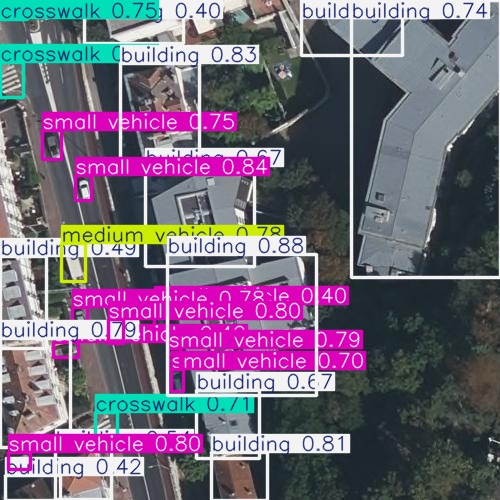 crosswalk 0.75
0.40
building 0.74
crosswalk
building 0.83
small vehicle 0.75
0.67
small vehicle 0.84
medium vehicle 0.78
building 0.49
building 0.88
small vehicle 0.78
0.40
small vehicle 0.80
building 0.79
small vehicle 0.79
small vehicle 0.70
building 0.67
crosswalk 0.71
small vehicle 0.80
building 0.81
building 0.42